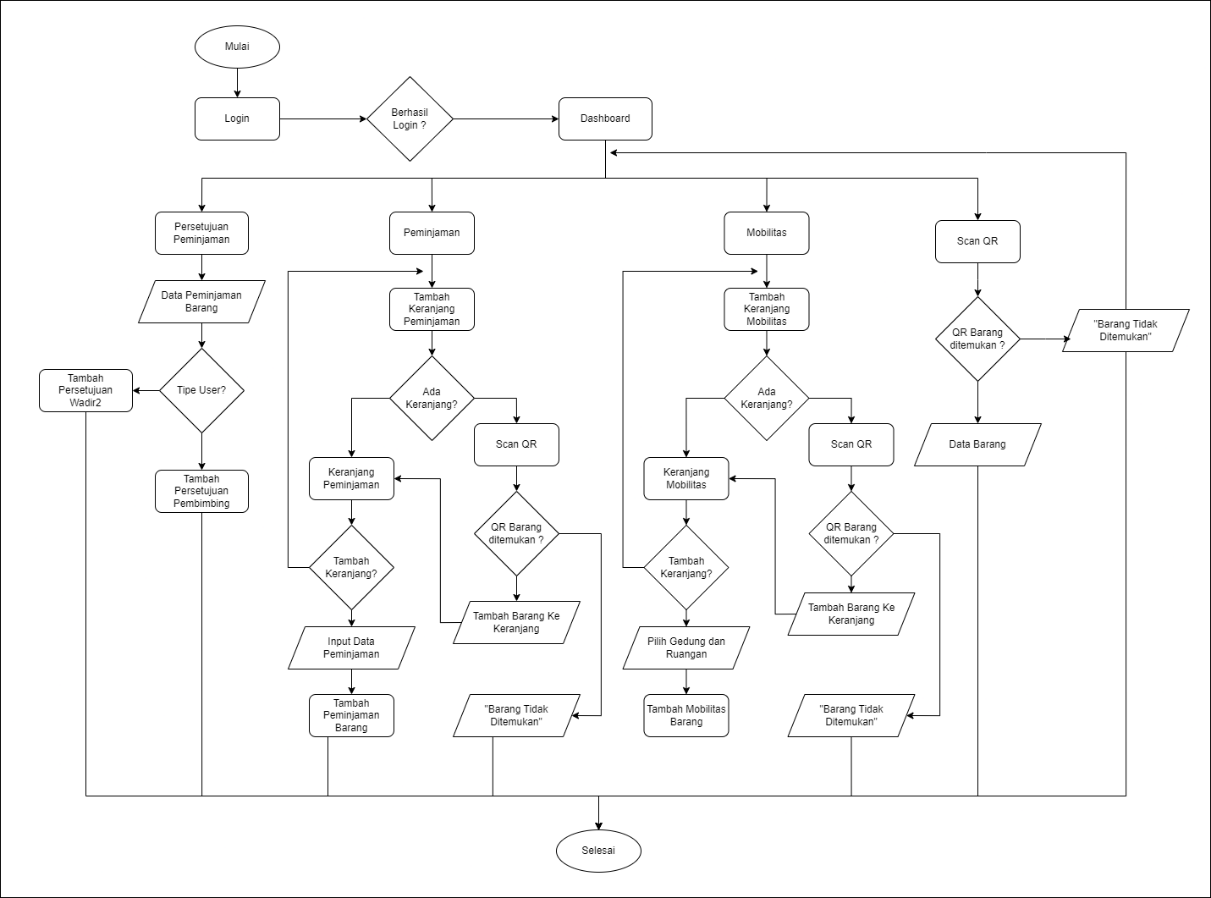 Mulai
Login
Berhasil
Login ?
Dashboard
Persetujuan
Peminjaman
Peminjaman
Mobilitas
Scan QR
Data Peminjaman
Barang
Tambah
Keranjang
Peminjaman
Tambah
Keranjang
Mobilitas
QR Barang
ditemukan ?
"Barang Tidak
Ditemukan"
Tambah
Persetujuan
Wadir2
Tipe User?
Ada
Keranjang?
Ada
Keranjang?
Scan QR
Scan QR
Data Barang
Tambah
Persetujuan
Pembimbing
Keranjang
Peminjaman
Keranjang
Mobilitas
QR Barang
ditemukan ?
QR Barang
ditemukan ?
Tambah
Keranjang?
Tambah
Keranjang?
Tambah Barang Ke
Keranjang
Tambah Barang Ke
Keranjang
Input Data
Peminjaman
Pilih Gedung dan
Ruangan
Tambah
Peminjaman
Barang
"Barang Tidak
Ditemukan"
Tambah Mobilitas
Barang
"Barang Tidak
Ditemukan"
Selesai